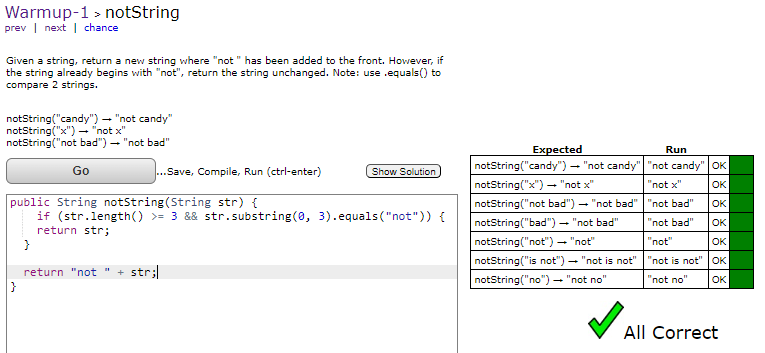 Warmup-1 > notString
prev | next | chance
Given a string, return a new string where "not " has been added to the front. However, if
the string already begins with "not", return the string unchanged. Note: use .equals() to
compare 2 strings.
notString("candy") → "not candy"
notString("x") → "not x"
notString("not bad") → "not bad"
Go
...Save, Compile, Run (ctrl-enter)
Show Solution
public String notString(String str) {
if (str.length() >= 3 && str.substring(0, 3).equals("not")) {
return str;
}
return "not " + str;
}
Expected Run
notString("candy") → "not candy" "not candy" OK
notString("x") → "not x" "not x" OK
notString("not bad") → "not bad" "not bad" OK
notString("bad") → "not bad" "not bad" OK
notString("not") → "not" "not" OK
notString("is not") → "not is not" "not is not" OK
notString("no") → "not no" "not no" OK
All Correct